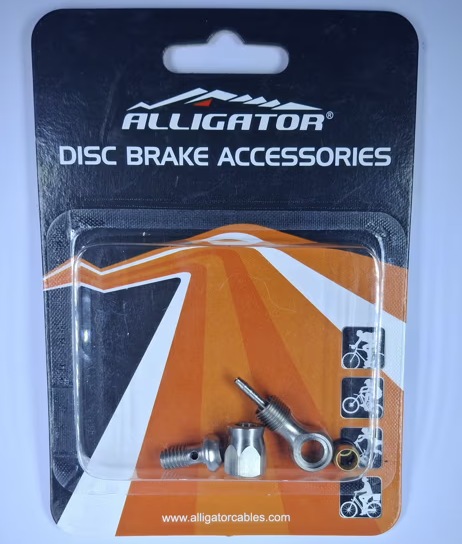 ALLIGATOR®
DISC BRAKE ACCESSORIES
www.alligatorcables.com